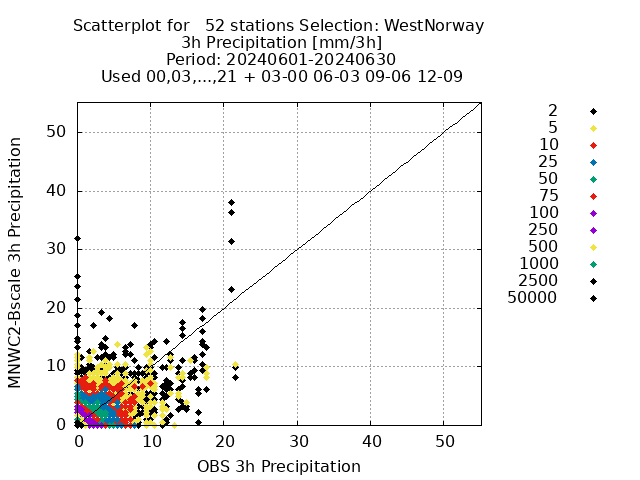 Scatterplot for   52 stations Selection: WestNorway
3h Precipitation [mm/3h]
Period: 20240601-20240630
Used 00,03,...,21 + 03-00 06-03 09-06 12-09
2
5
10
25
50
75
100
250
500
1000
2500
50000
MNWC2-Bscale 3h Precipitation
50
40
30
20
10
0
0 10 20 30 40 50
OBS 3h Precipitation